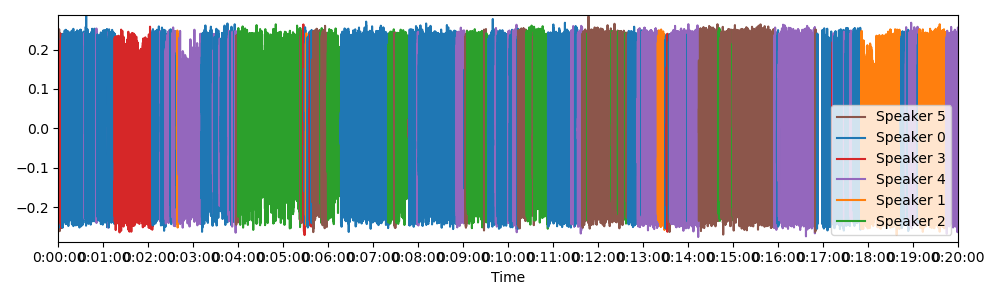 0.2
0.1
0.0
−0.1
−0.2
Speaker 5
Speaker 0
Speaker 3
Speaker 4
Speaker 1
Speaker 2
0:00:00 0:01:00 0:02:00 0:03:00 0:04:00 0:05:00 0:06:00 0:07:00 0:08:00 0:09:00 0:10:00 0:11:00 0:12:00 0:13:00 0:14:00 0:15:00 0:16:00 0:17:00 0:18:00 0:19:00 0:20:00
Time